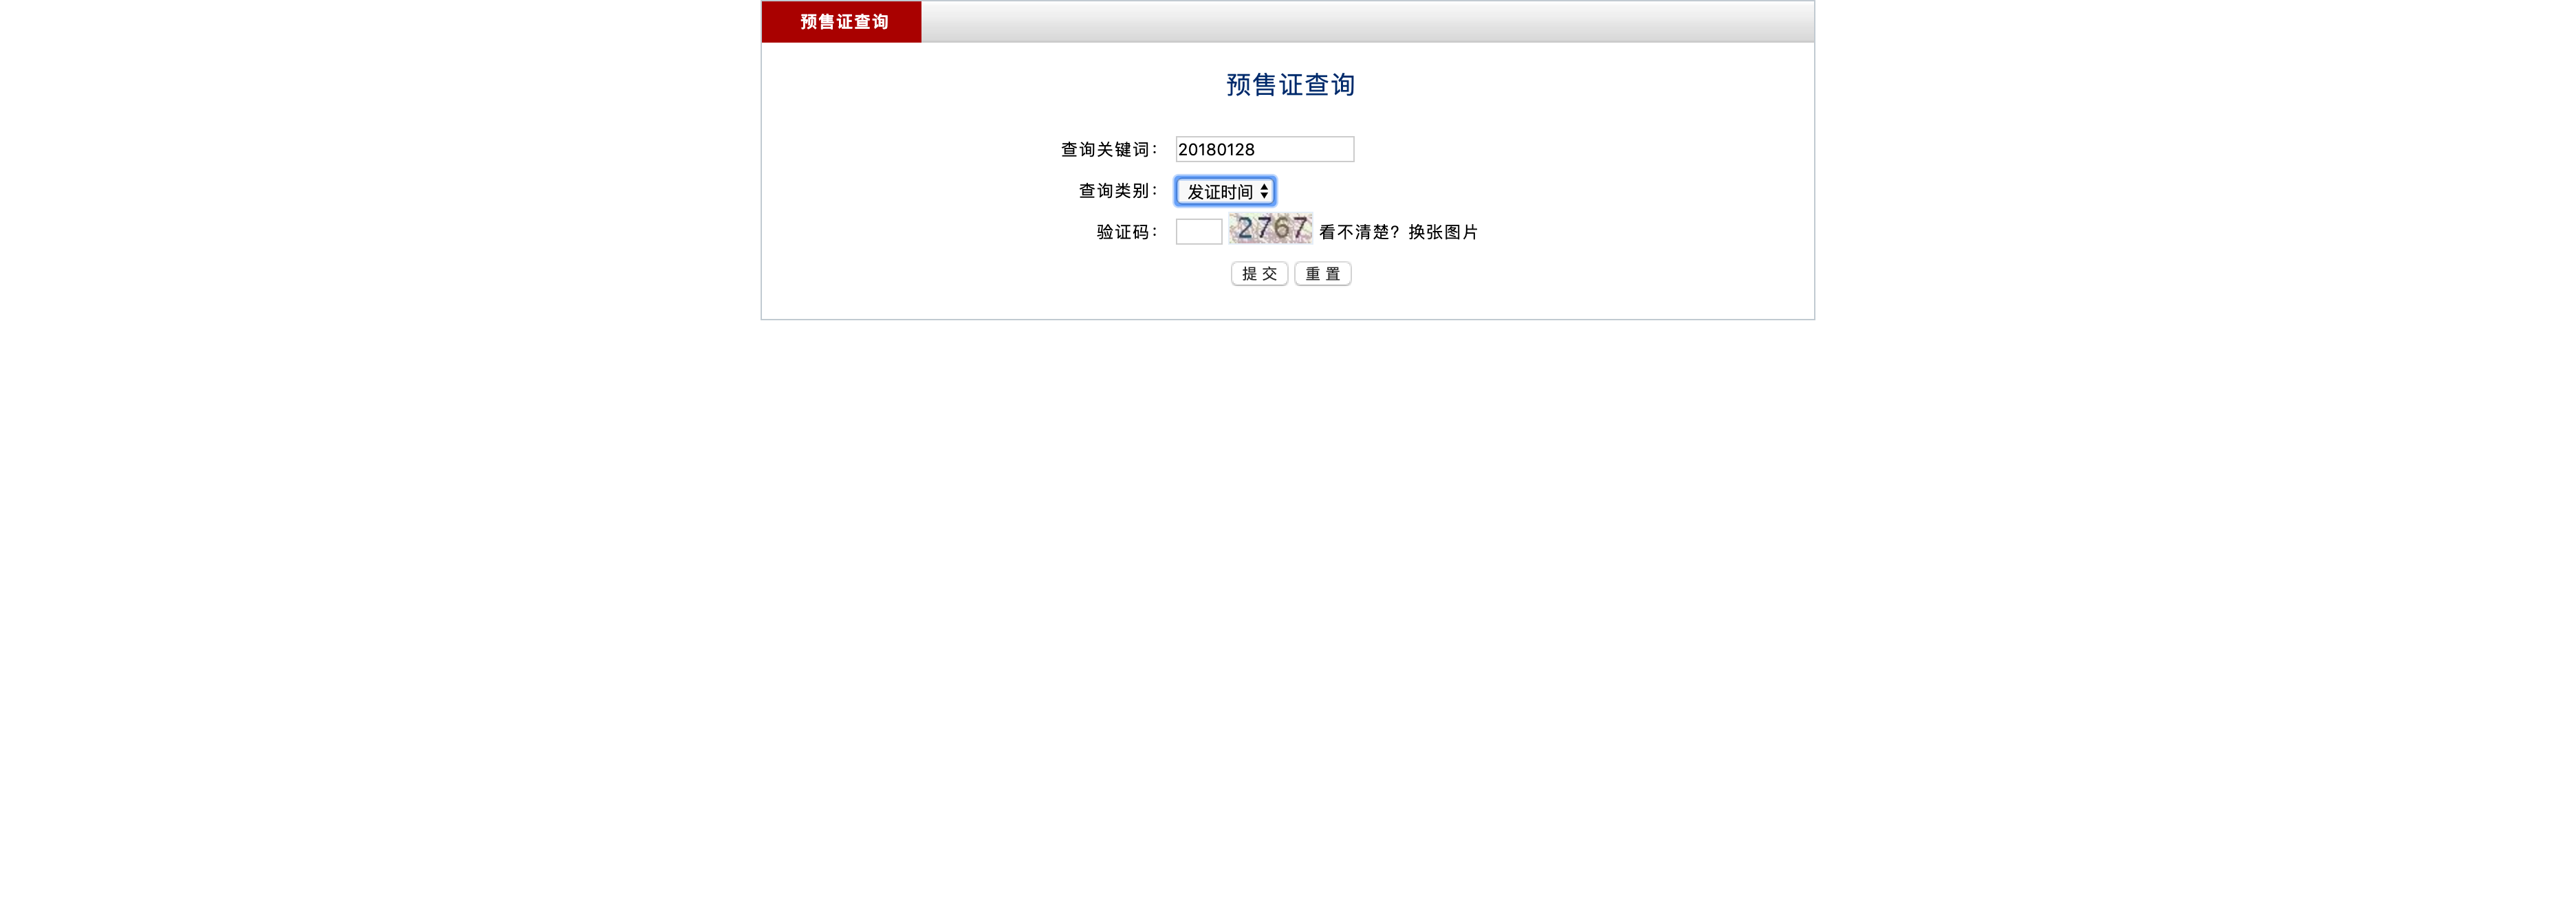 预售证查询
预售证查询
查询关键词： 20180128
查询类别： 发证时间
验证码： 2767 看不清楚？换张图片
提 交 重 置